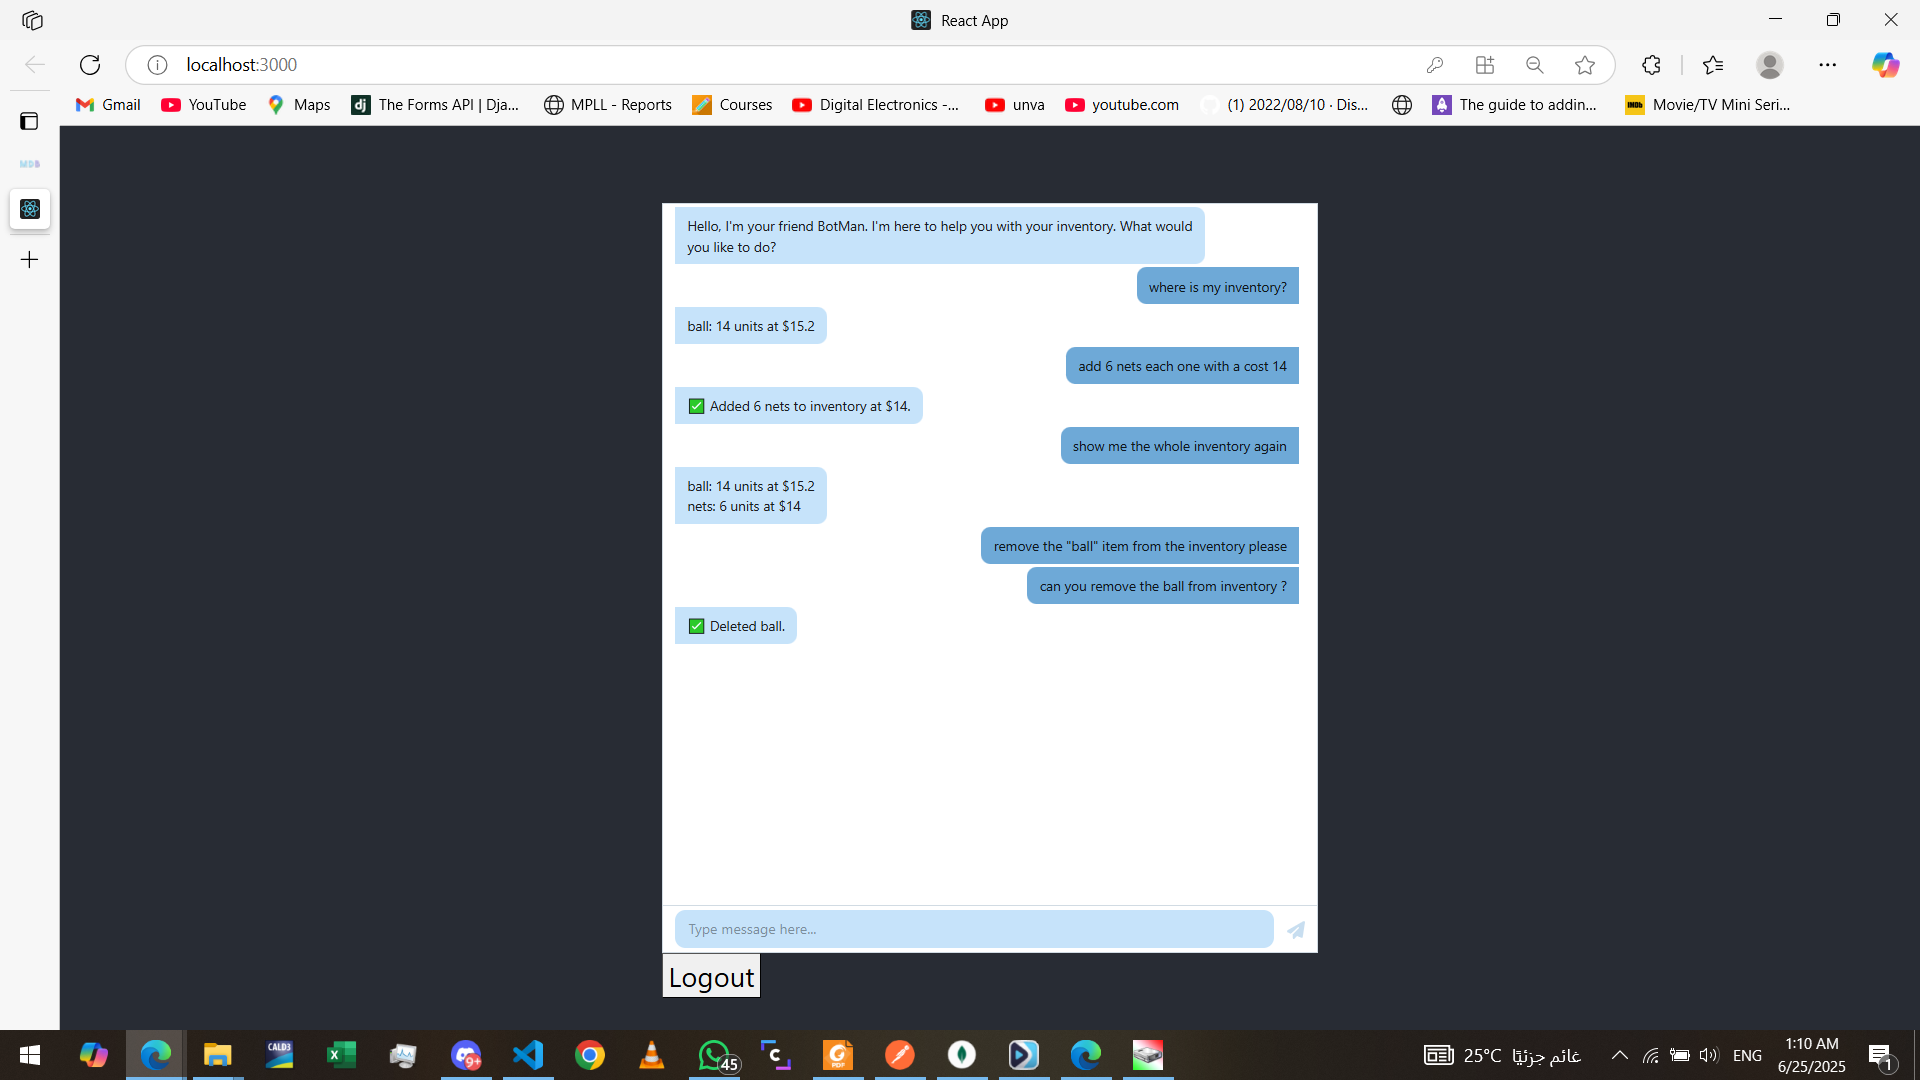 React App
localhost:3000
Gmail
YouTube
Maps
The Forms API | Dja...
MPLL - Reports
Courses
Digital Electronics -...
unva
youtube.com
(1) 2022/08/10 · Dis...
The guide to addin...
Movie/TV Mini Seri...
MDB
Hello, I'm your friend BotMan. I'm here to help you with your inventory. What would
you like to do?
where is my inventory?
ball: 14 units at $15.2
add 6 nets each one with a cost 14
✅ Added 6 nets to inventory at $14.
show me the whole inventory again
ball: 14 units at $15.2
nets: 6 units at $14
remove the "ball" item from the inventory please
can you remove the ball from inventory ?
✅ Deleted ball.
Type message here...
Logout
CALD3
9+
45
25°C غائم جزئيًا
ENG
1:10 AM
6/25/2025
1